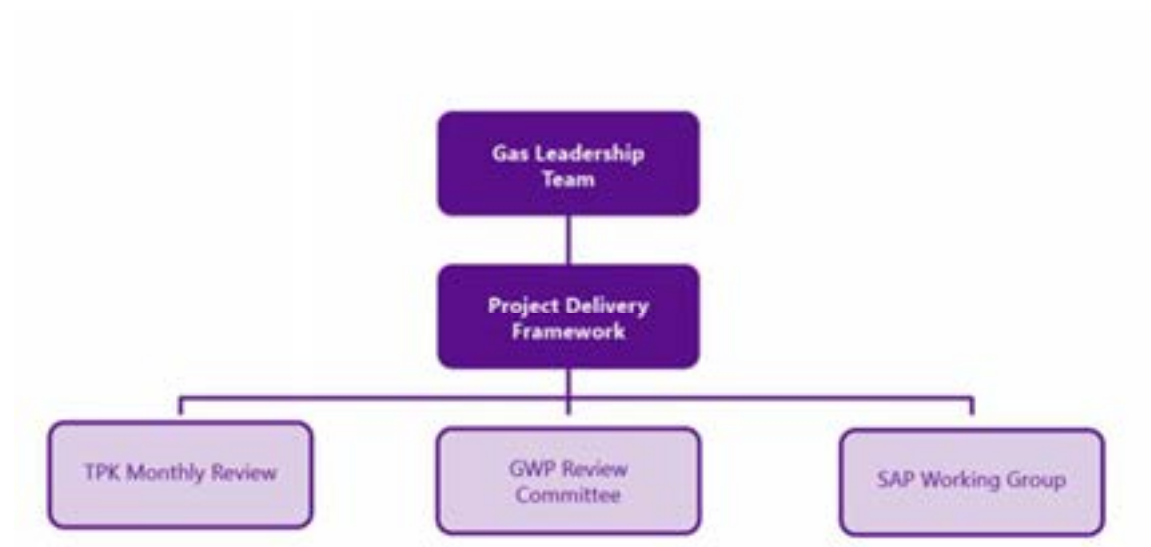 Gas Leadership
Team
Project Delivery
Framework
TPK Monthly Review
GWP Review
Committee
SAP Working Group